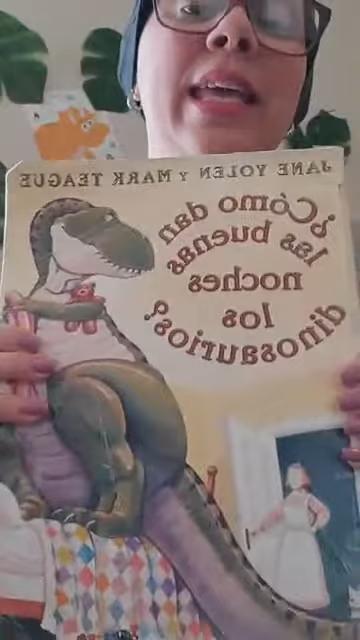 JANE YOLEN Y MARK TEAGUE
¿Cómo dan
las buenas
noches
los
dinosaurios?